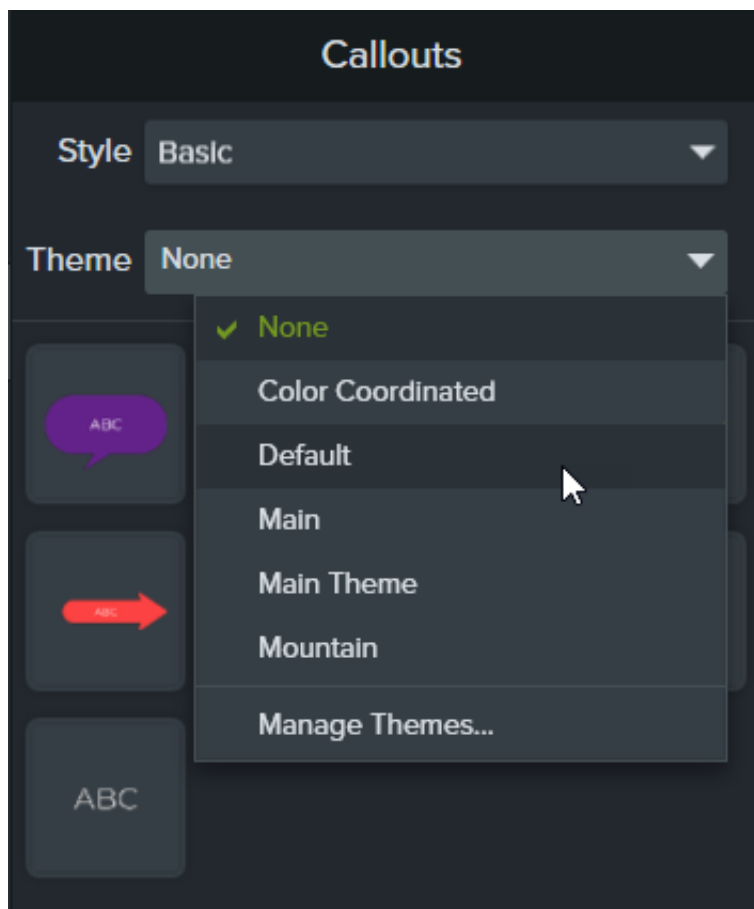 Callouts
Style Basic
Theme None
None
Color Coordinated
ABC
Default
Main
Main Theme
ABC
Mountain
Manage Themes...
ABC